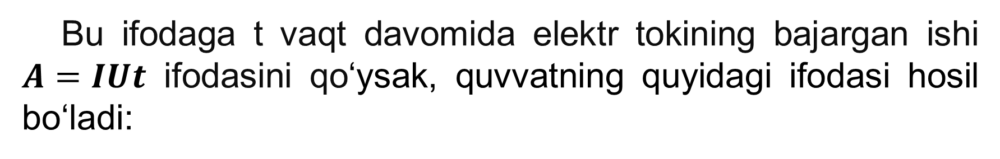 Bu ifodaga t vaqt davomida elektr tokining bajargan ishi
A = IUt ifodasini qo‘ysak, quvvatning quyidagi ifodasi hosil
bo‘ladi: